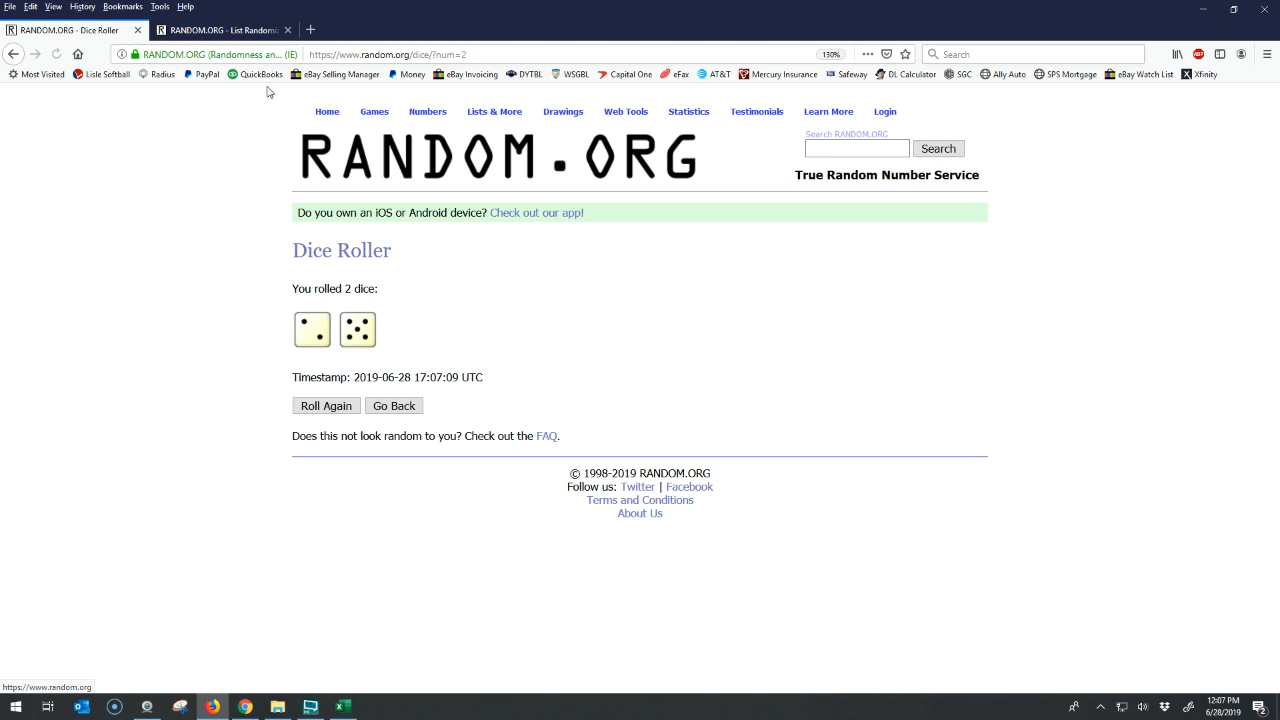 File Edit View History Bookmarks Tools Help
RANDOM.ORG - Dice Roller
RANDOM.ORG - List Randomi
RANDOM.ORG (Randomness an... (IE)
https://www.random.org/dice/?num=2
130%
Search
Most Visited Lisle Softball Radius PayPal QuickBooks eBay Selling Manager Money eBay Invoicing DYTBL WSGBL Capital One eFax AT&T Mercury Insurance Safeway DL Calculator SGC Ally Auto SPS Mortgage eBay Watch List Xfinity
Home Games Numbers Lists & More Drawings Web Tools Statistics Testimonials Learn More Login
RANDOM.ORG
Search RANDOM.ORG
Search
True Random Number Service
Do you own an iOS or Android device? Check out our app!
Dice Roller
You rolled 2 dice:
Timestamp: 2019-06-28 17:07:09 UTC
Roll Again Go Back
Does this not look random to you? Check out the FAQ.
© 1998-2019 RANDOM.ORG
Follow us: Twitter | Facebook
Terms and Conditions
About Us
https://www.random.org
12:07 PM
6/28/2019
2